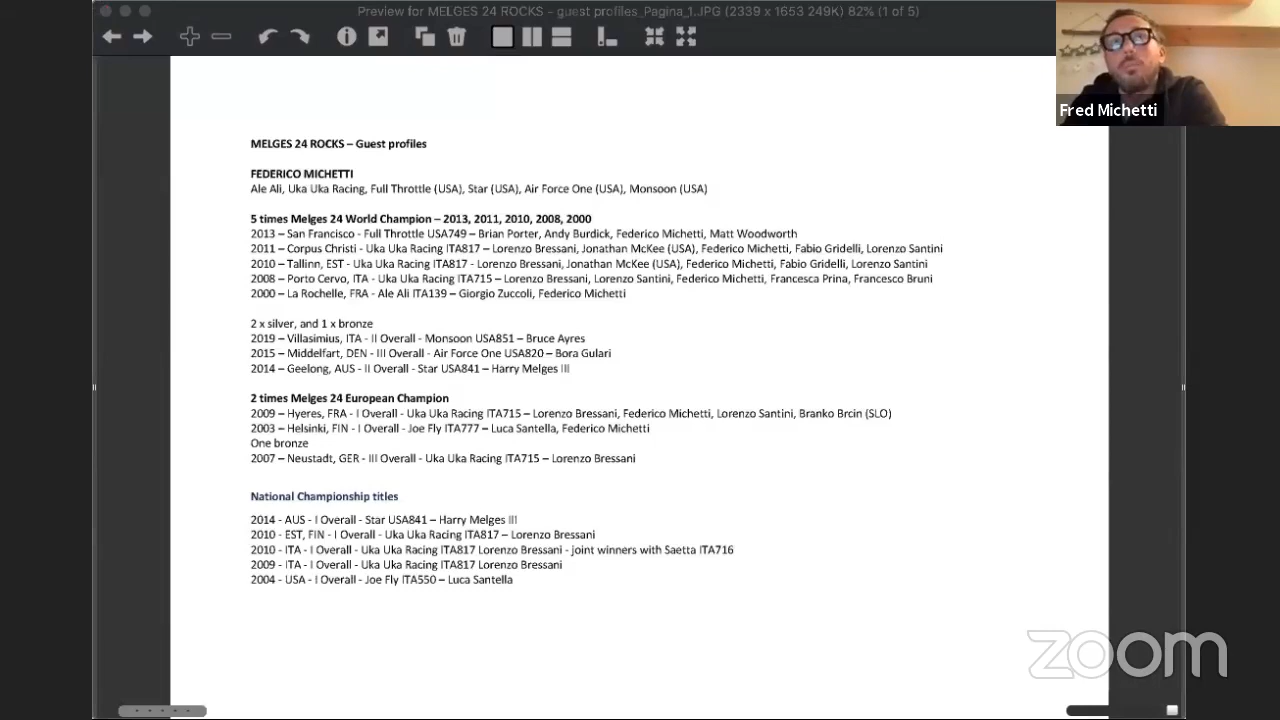 Preview for MELGES 24 ROCKS - guest profiles_Pagina_1.JPG (2339 x 1653 249K) 82% (1 of 5)
Fred Michetti
MELGES 24 ROCKS – Guest profiles
FEDERICO MICHETTI
Ale Ali, Uka Uka Racing, Full Throttle (USA), Star (USA), Air Force One (USA), Monsoon (USA)
5 times Melges 24 World Champion – 2013, 2011, 2010, 2008, 2000
2013 – San Francisco - Full Throttle USA749 – Brian Porter, Andy Burdick, Federico Michetti, Matt Woodworth
2011 – Corpus Christi - Uka Uka Racing ITA817 – Lorenzo Bressani, Jonathan McKee (USA), Federico Michetti, Fabio Gridelli, Lorenzo Santini
2010 – Tallinn, EST - Uka Uka Racing ITA817 - Lorenzo Bressani, Jonathan McKee (USA), Federico Michetti, Fabio Gridelli, Lorenzo Santini
2008 – Porto Cervo, ITA - Uka Uka Racing ITA715 – Lorenzo Bressani, Lorenzo Santini, Federico Michetti, Francesca Prina, Francesco Bruni
2000 – La Rochelle, FRA - Ale Ali ITA139 – Giorgio Zuccoli, Federico Michetti
2 x silver, and 1 x bronze
2019 – Villasimius, ITA - II Overall - Monsoon USA851 – Bruce Ayres
2015 – Middelfart, DEN - III Overall - Air Force One USA820 – Bora Gulari
2014 – Geelong, AUS - II Overall - Star USA841 – Harry Melges III
2 times Melges 24 European Champion
2009 – Hyeres, FRA - I Overall - Uka Uka Racing ITA715 – Lorenzo Bressani, Federico Michetti, Lorenzo Santini, Branko Brcin (SLO)
2003 – Helsinki, FIN - I Overall - Joe Fly ITA777 – Luca Santella, Federico Michetti
One bronze
2007 – Neustadt, GER - III Overall - Uka Uka Racing ITA715 – Lorenzo Bressani
National Championship titles
2014 - AUS - I Overall - Star USA841 – Harry Melges III
2010 - EST, FIN - I Overall - Uka Uka Racing ITA817 – Lorenzo Bressani
2010 - ITA - I Overall - Uka Uka Racing ITA817 Lorenzo Bressani - joint winners with Saetta ITA716
2009 - ITA - I Overall - Uka Uka Racing ITA817 Lorenzo Bressani
2004 - USA - I Overall - Joe Fly ITA550 – Luca Santella
zoom